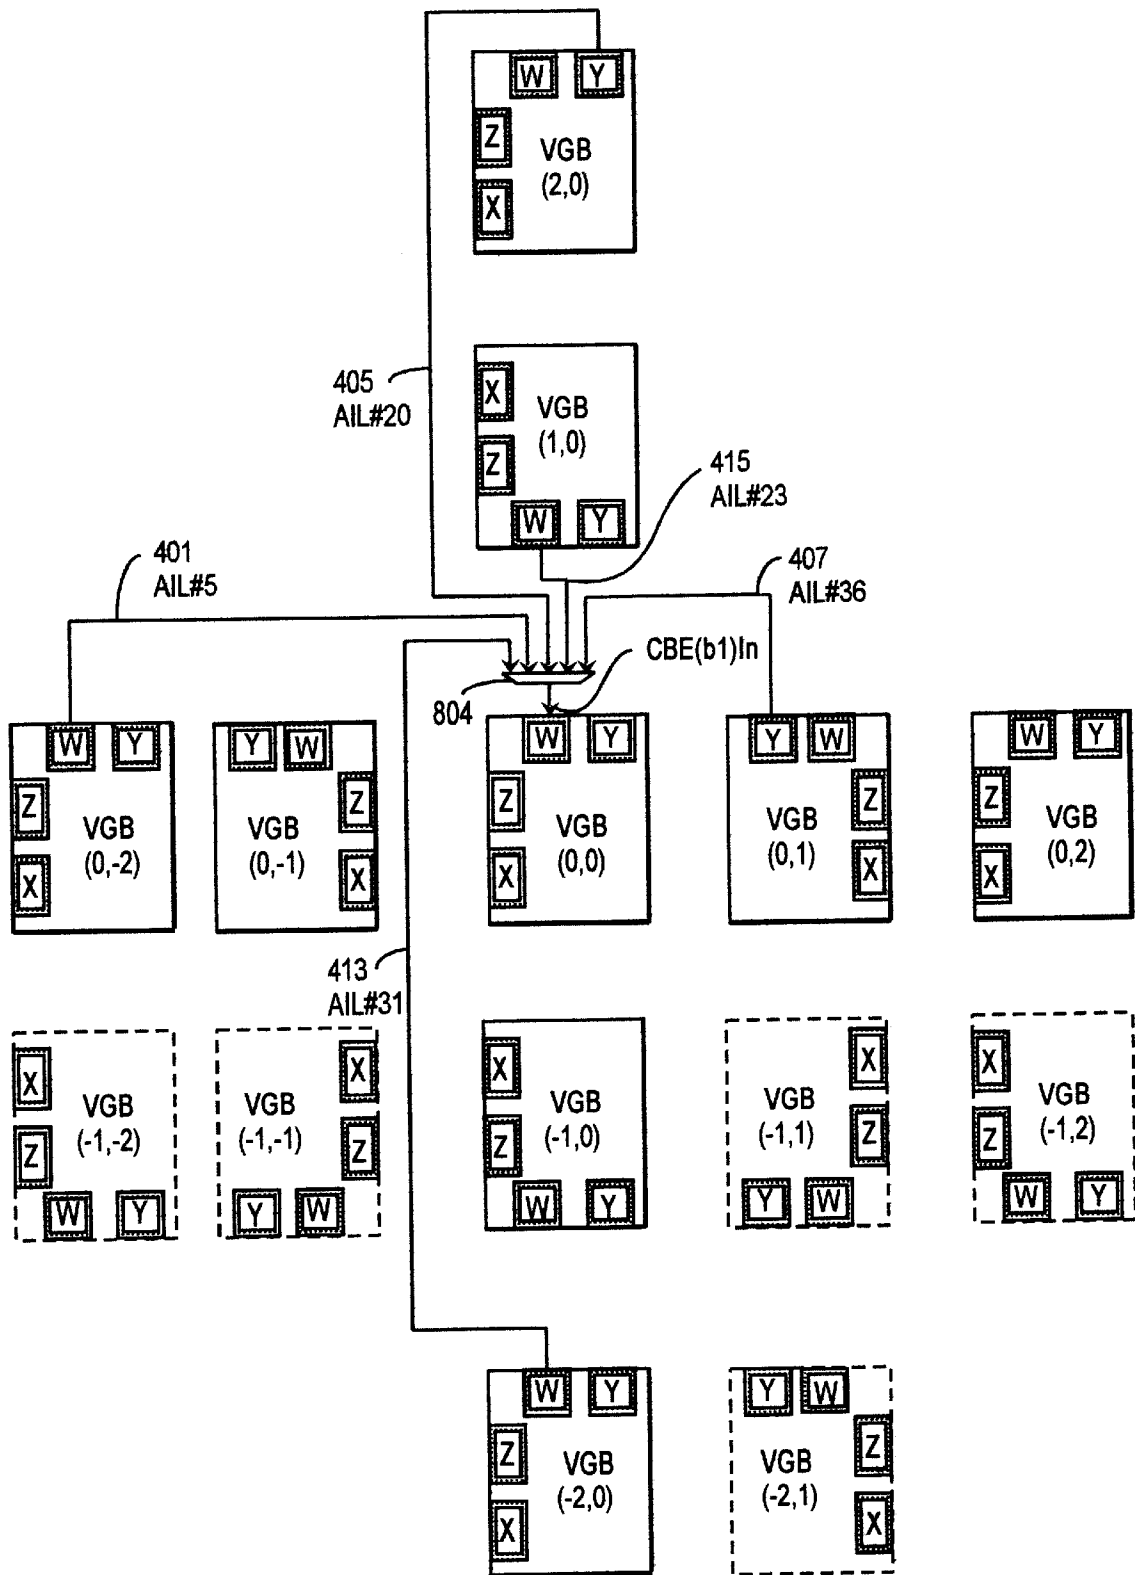 W Y
Z VGB
X (2,0)
405
AIL#20
X VGB
Z (1,0)
W Y
415
AIL#23
401
AIL#5
407
AIL#36
CBE(b1)In
804
W Y
Z VGB
X (0,-2)
Y W
VGB Z
(0,-1) X
W Y
Z VGB
X (0,0)
Y W
VGB Z
(0,1) X
W Y
Z VGB
X (0,2)
413
AIL#31
X VGB
Z (-1,-2)
W Y
VGB X
(-1,-1) Z
Y W
X VGB
Z (-1,0)
W Y
VGB X
(-1,1) Z
Y W
X VGB
Z (-1,2)
W Y
W Y
Z VGB
X (-2,0)
Y W
VGB Z
(-2,1) X